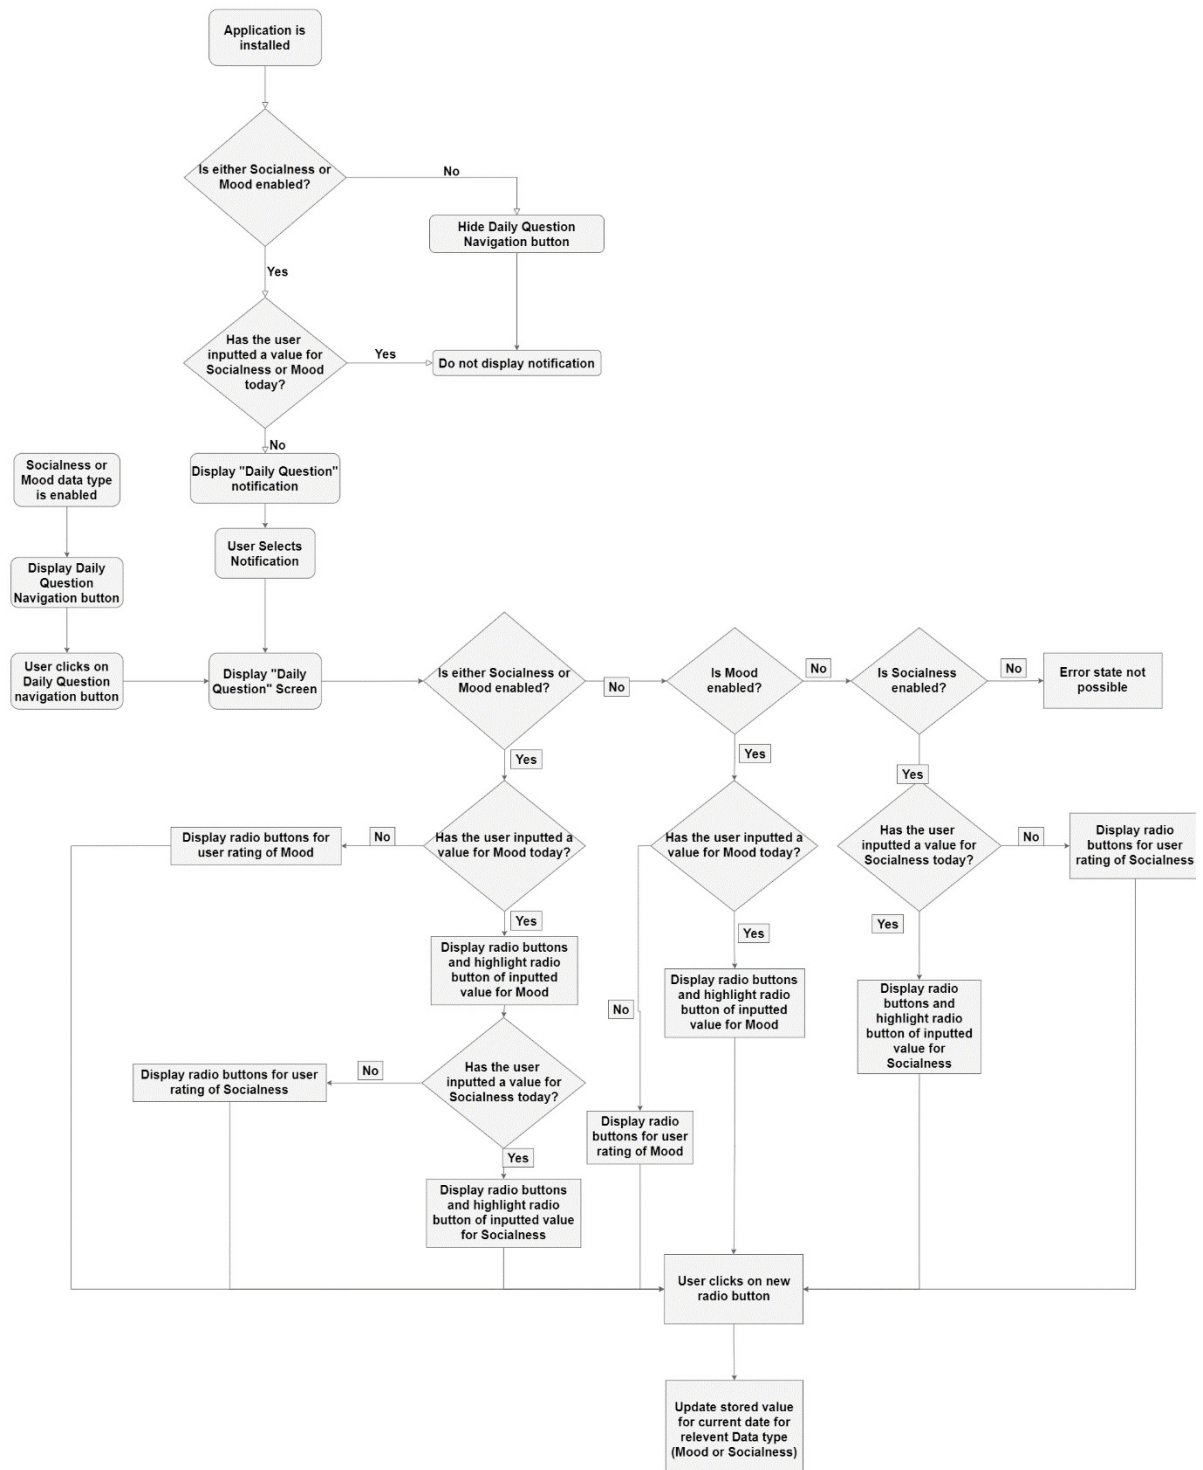 Application is
installed
Is either Socialness or
Mood enabled?
No
Hide Daily Question
Navigation button
Yes
Has the user
inputted a value for
Socialness or Mood
today?
Yes
Do not display notification
No
Socialness or
Mood data type
is enabled
Display "Daily Question"
notification
User Selects
Notification
Display Daily
Question
Navigation button
User clicks on
Daily Question
navigation button
Display "Daily
Question" Screen
Is either Socialness or
Mood enabled?
No
Is Mood
enabled?
No
Is Socialness
enabled?
No
Error state not
possible
Yes
Yes
Yes
Display radio buttons for
user rating of Mood
No
Has the user inputted a
value for Mood today?
Has the user inputted a
value for Mood today?
Has the user
inputted a value for
Socialness today?
No
Display radio
buttons for user
rating of Socialness
Yes
Yes
Yes
Display radio buttons
and highlight radio
button of inputted
value for Mood
No
Display radio buttons
and highlight radio
button of inputted
value for Mood
Display radio
buttons and
highlight radio
button of inputted
value for
Socialness
Display radio buttons for user
rating of Socialness
No
Has the user
inputted a value for
Socialness today?
Display radio
buttons for user
rating of Mood
Yes
Display radio buttons
and highlight radio
button of inputted value
for Socialness
User clicks on new
radio button
Update stored value
for current date for
relevent Data type
(Mood or Socialness)